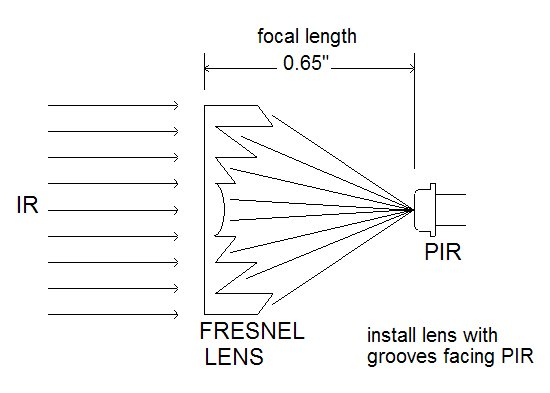 focal length
0.65"
IR
PIR
FRESNEL
LENS
install lens with
grooves facing PIR